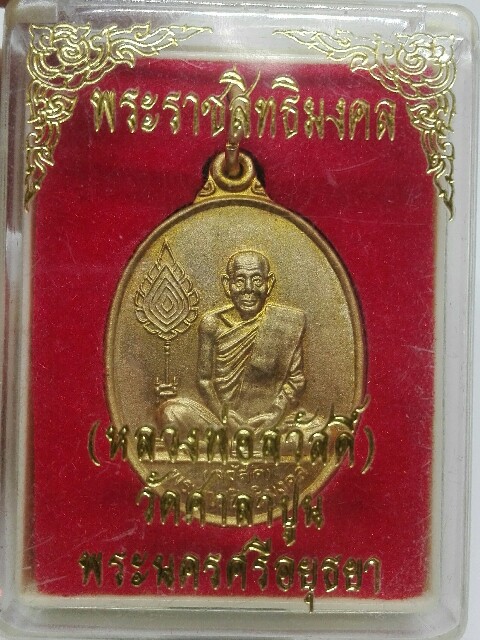 พระราชสิทธิมงคล
(หลวงพ่อสวัสดิ์)
วัดศาลาปูน
พระนครศรีอยุธยา